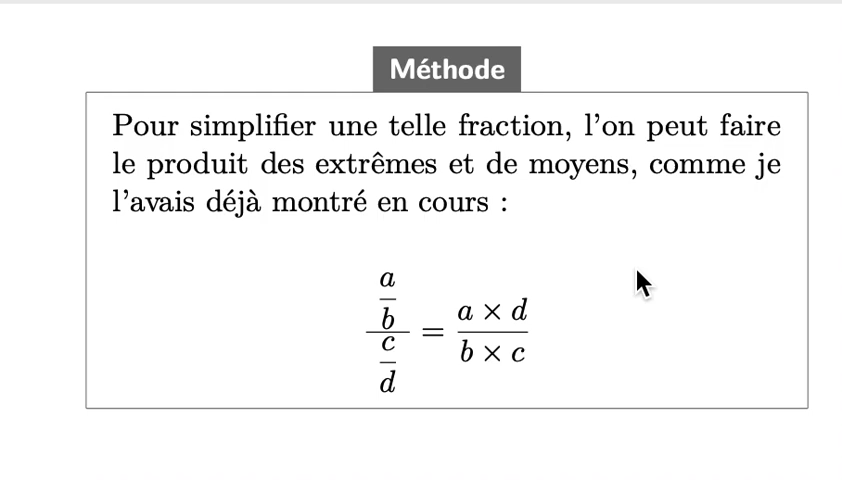 Méthode
Pour simplifier une telle fraction, l'on peut faire
le produit des extrêmes et de moyens, comme je
l'avais déjà montré en cours :
a
b
c
d
=
a × d
b × c